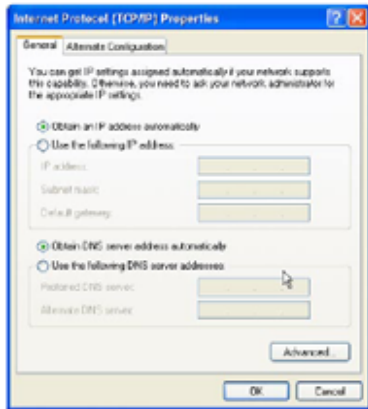 Internet Protocol (TCP/IP) Properties
General
Alternate Configuration
You can get IP settings assigned automatically if your network supports
this capability. Otherwise, you need to ask your network administrator for
the appropriate IP settings.
Obtain an IP address automatically
Use the following IP address:
IP address:
Subnet mask:
Default gateway:
Obtain DNS server address automatically
Use the following DNS server addresses:
Preferred DNS server:
Alternate DNS server:
Advanced...
OK
Cancel